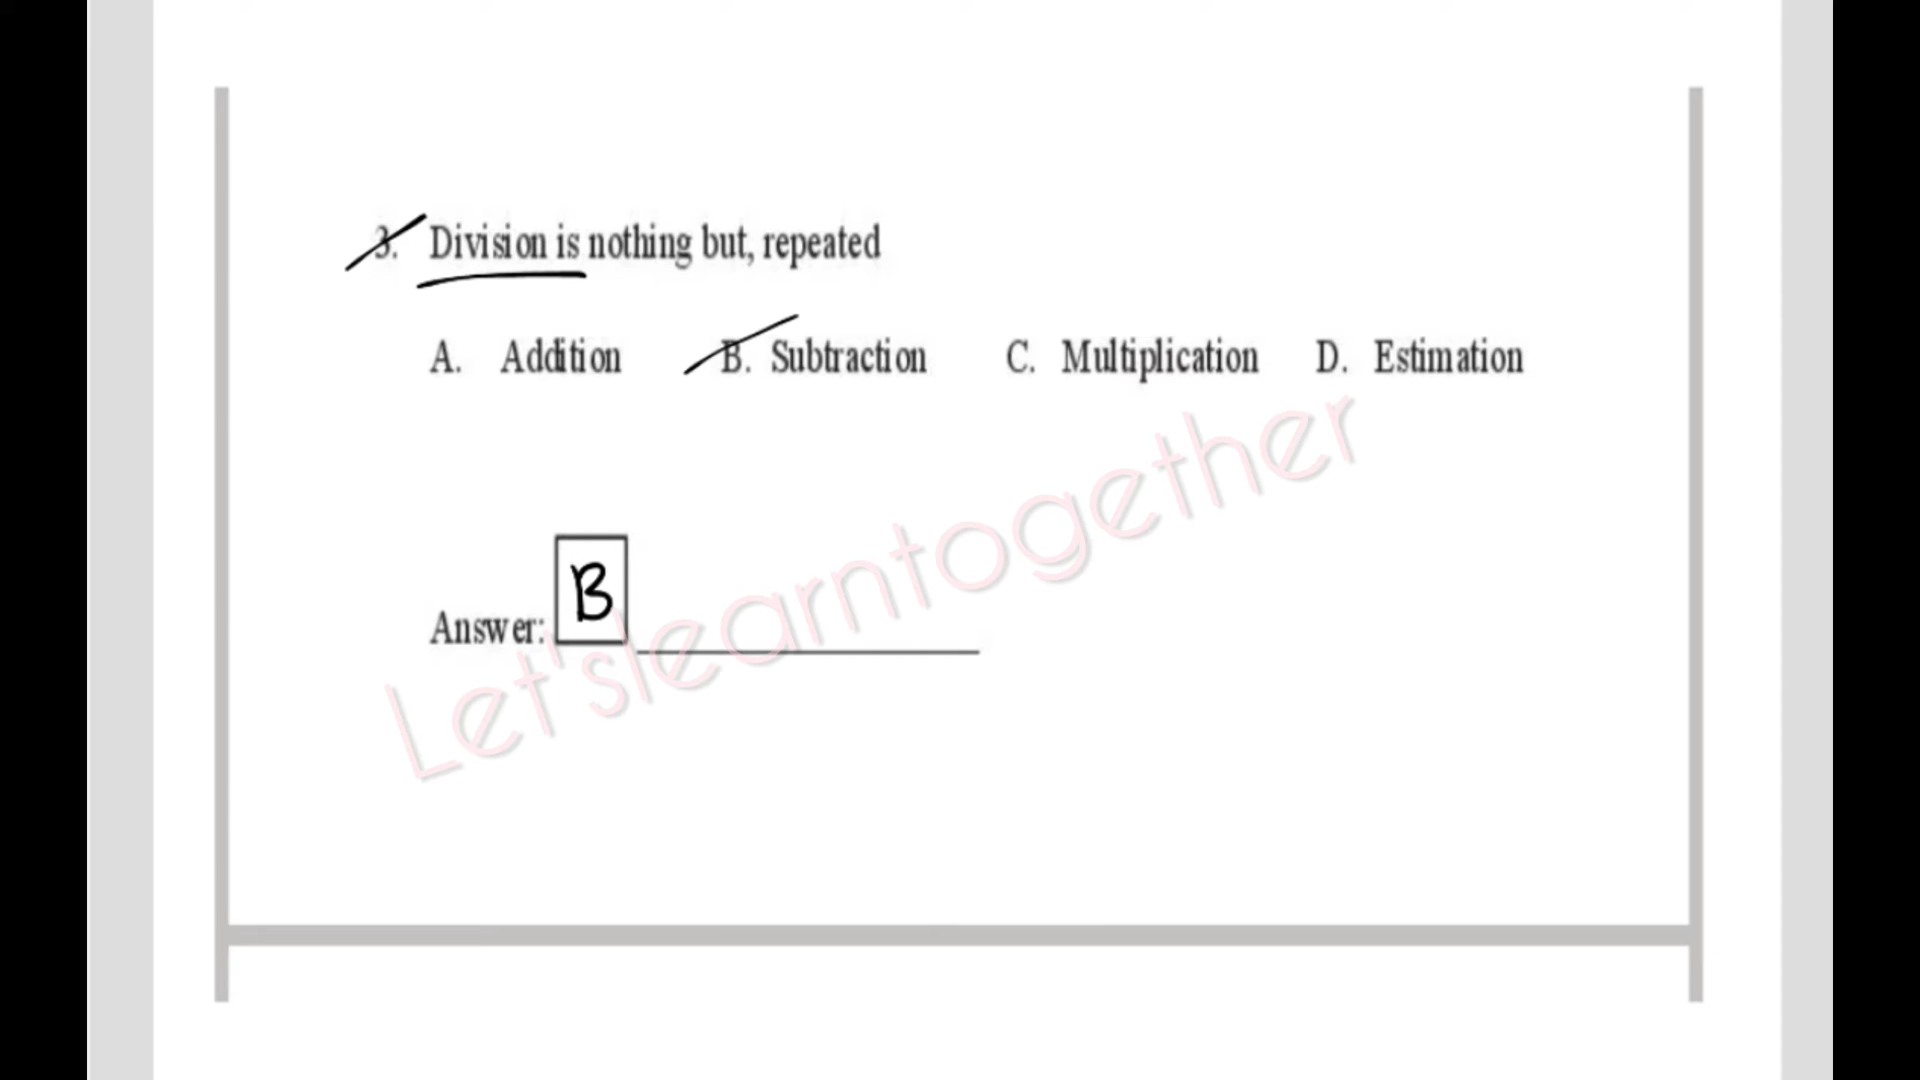 3. Division is nothing but, repeated
A. Addition B. Subtraction C. Multiplication D. Estimation
Answer: B
Let'slearntogether